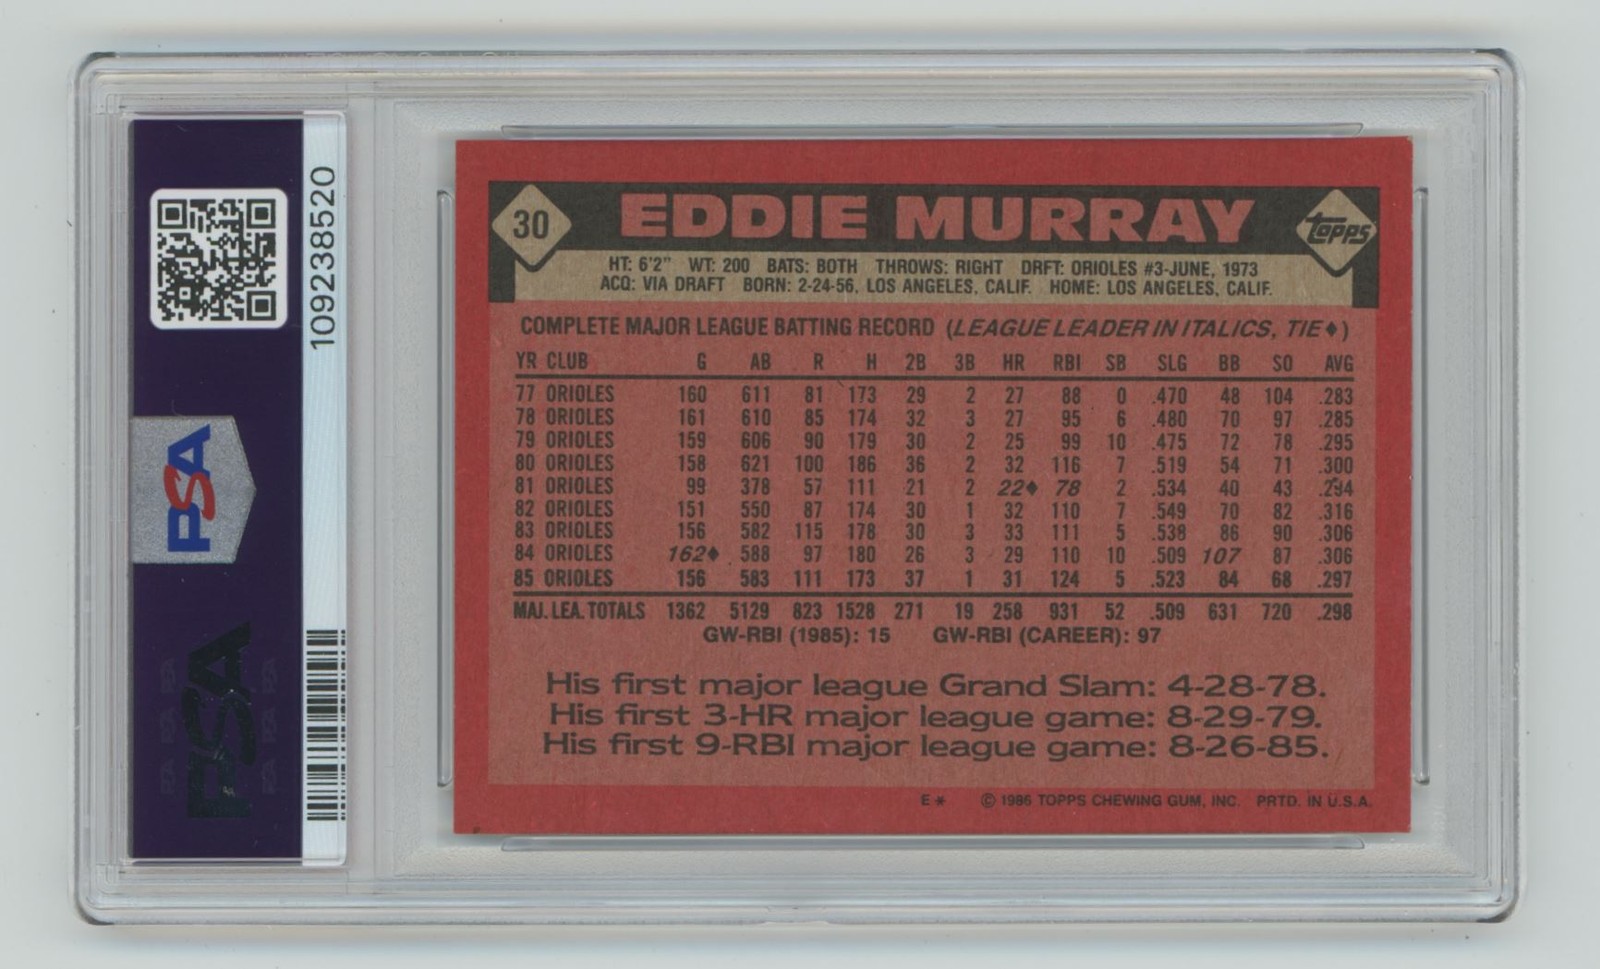 109238520
PSA
PSA
30 EDDIE MURRAY Topps
HT: 6'2" WT: 200 BATS: BOTH THROWS: RIGHT DRFT: ORIOLES #3-JUNE, 1973
ACQ: VIA DRAFT BORN: 2-24-56, LOS ANGELES, CALIF. HOME: LOS ANGELES, CALIF.
COMPLETE MAJOR LEAGUE BATTING RECORD (LEAGUE LEADER IN ITALICS, TIE♦)
YR CLUB G AB R H 2B 3B HR RBI SB SLG BB SO AVG
77 ORIOLES 160 611 81 173 29 2 27 88 0 .470 48 104 .283
78 ORIOLES 161 610 85 174 32 3 27 95 6 .480 70 97 .285
79 ORIOLES 159 606 90 179 30 2 25 99 10 .475 72 78 .295
80 ORIOLES 158 621 100 186 36 2 32 116 7 .519 54 71 .300
81 ORIOLES 99 378 57 111 21 2 22♦ 78 2 .534 40 43 .294
82 ORIOLES 151 550 87 174 30 1 32 110 7 .549 70 82 .316
83 ORIOLES 156 582 115 178 30 3 33 111 5 .538 86 90 .306
84 ORIOLES 162♦ 588 97 180 26 3 29 110 10 .509 107 87 .306
85 ORIOLES 156 583 111 173 37 1 31 124 5 .523 84 68 .297
MAJ. LEA. TOTALS 1362 5129 823 1528 271 19 258 931 52 .509 631 720 .298
GW-RBI (1985): 15 GW-RBI (CAREER): 97
His first major league Grand Slam: 4-28-78.
His first 3-HR major league game: 8-29-79.
His first 9-RBI major league game: 8-26-85.
E* © 1986 TOPPS CHEWING GUM, INC. PRTD. IN U.S.A.